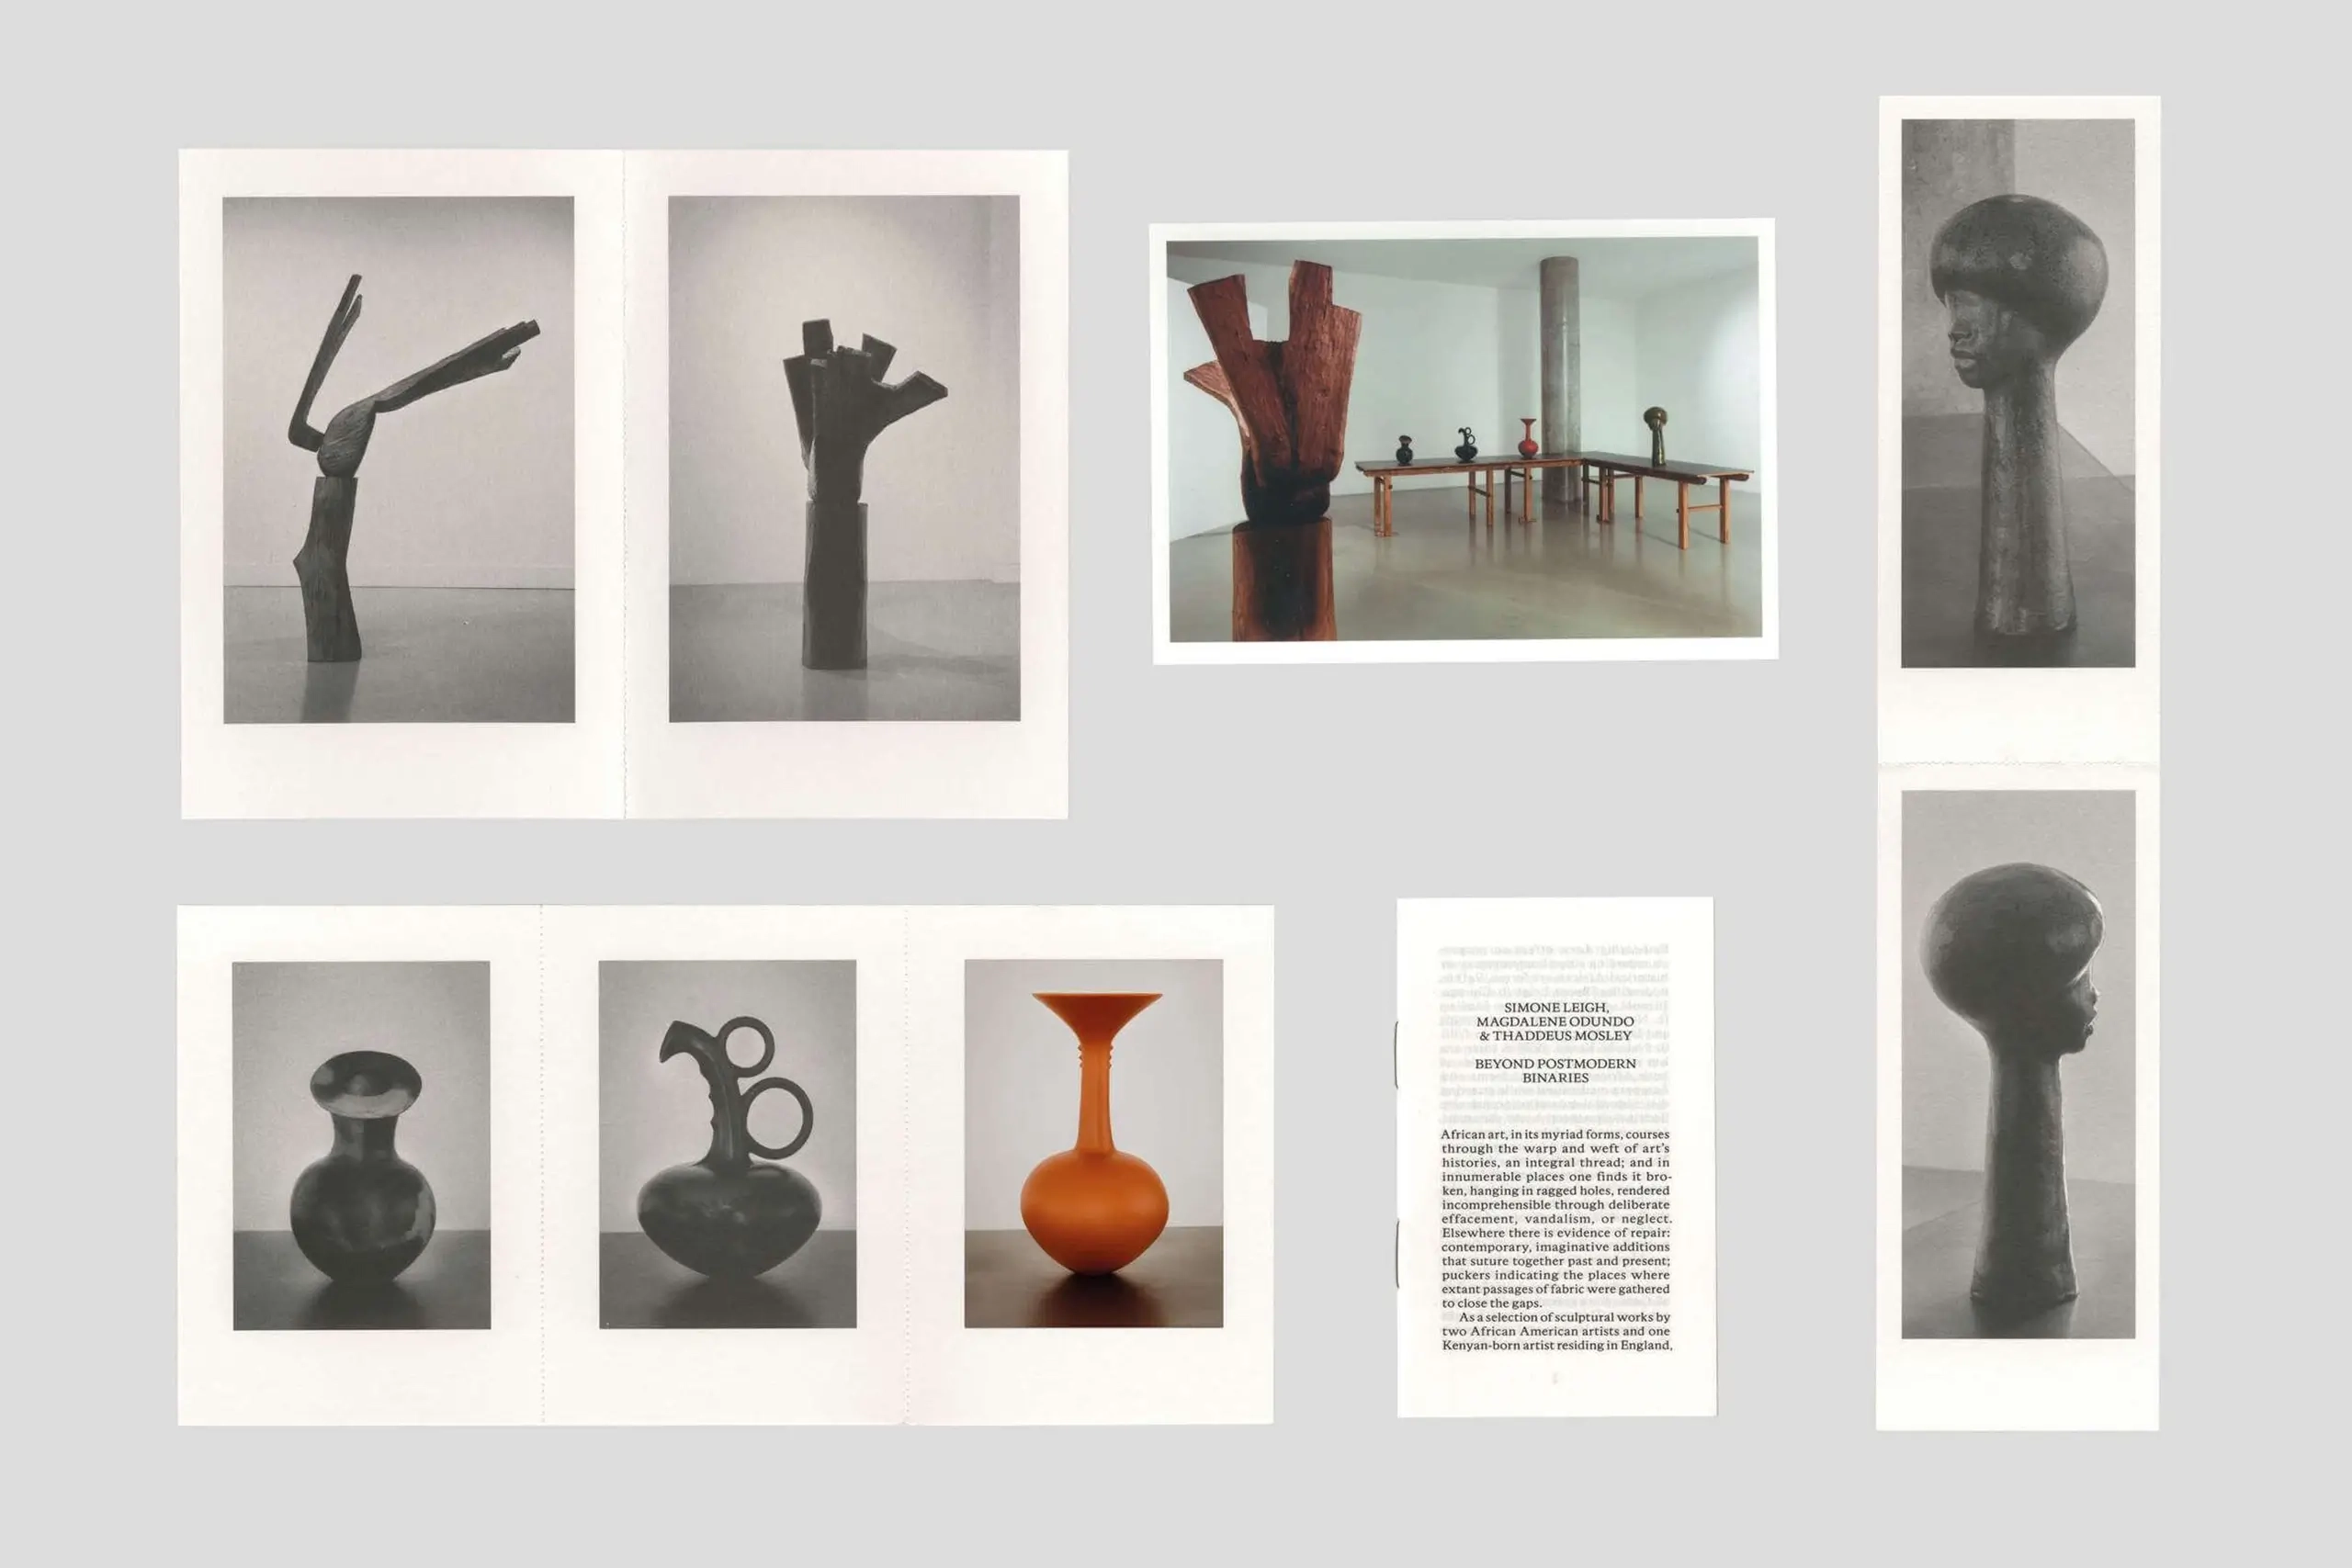 SIMONE LEIGH,
MAGDALENE ODUNDO
& THADDEUS MOSLEY
BEYOND POSTMODERN
BINARIES
African art, in its myriad forms, courses
through the warp and weft of art's
histories, an integral thread; and in
innumerable places one finds it bro-
ken, hanging in ragged holes, rendered
incomprehensible through deliberate
effacement, vandalism, or neglect.
Elsewhere there is evidence of repair:
contemporary, imaginative additions
that suture together past and present;
puckers indicating the places where
extant passages of fabric were gathered
to close the gaps.
As a selection of sculptural works by
two African American artists and one
Kenyan-born artist residing in England,